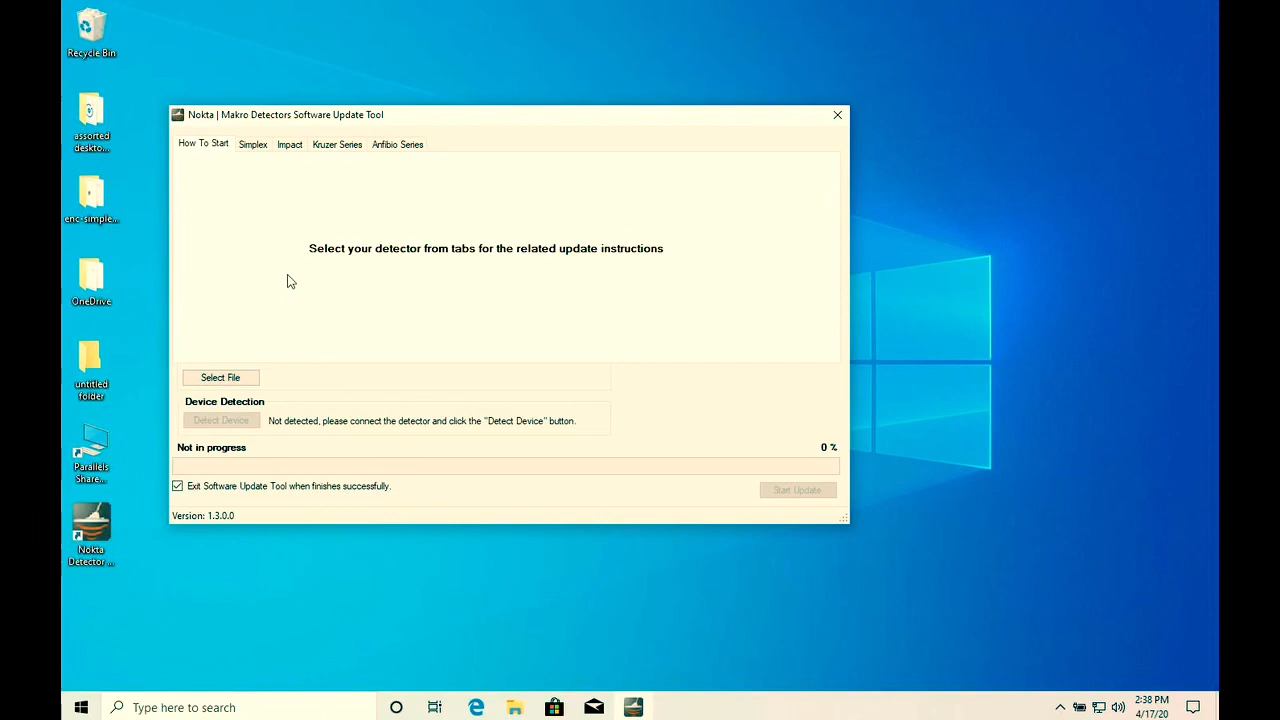 Recycle Bin
assorted
deskto...
enc-simple...
OneDrive
untitled
folder
Parallels
Share...
Nokta
Detector ...
Nokta | Makro Detectors Software Update Tool
How To Start
Simplex
Impact
Kruzer Series
Anfibio Series
Select your detector from tabs for the related update instructions
Select File
Device Detection
Detect Device
Not detected, please connect the detector and click the "Detect Device" button.
Not in progress
0 %
Exit Software Update Tool when finishes successfully.
Start Update
Version: 1.3.0.0
Type here to search
2:38 PM
4/17/20